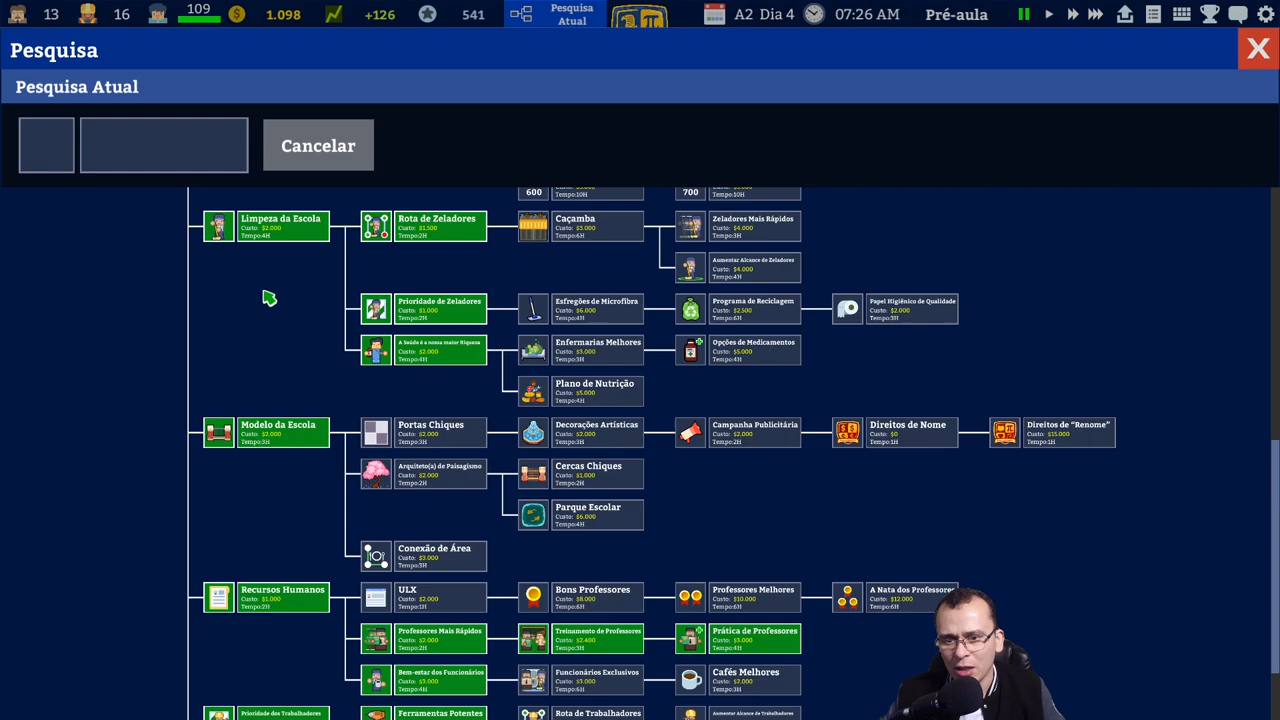 13 16 109 1.098 +126 541 Pesquisa Atual A2 Dia 4 07:26 AM Pré-aula
Pesquisa X
Pesquisa Atual
Cancelar
600 700
Limpeza da Escola
Custo: $2.000
Tempo:4H
Rota de Zeladores
Custo: $1.500
Tempo:2H
Caçamba
Custo: $3.000
Tempo:6H
Zeladores Mais Rápidos
Custo: $4.000
Tempo:3H
Aumentar Alcance de Zeladores
Custo: $4.000
Tempo:4H
Prioridade de Zeladores
Custo: $1.000
Tempo:2H
Esfregões de Microfibra
Custo: $6.000
Tempo:4H
Programa de Reciclagem
Custo: $2.500
Tempo:6H
Papel Higiênico de Qualidade
Custo: $2.000
Tempo:3H
A Saúde é a nossa maior Riqueza
Custo: $2.000
Tempo:4H
Enfermarias Melhores
Custo: $3.000
Tempo:3H
Opções de Medicamentos
Custo: $5.000
Tempo:4H
Plano de Nutrição
Custo: $5.000
Tempo:4H
Modelo da Escola
Custo: $2.000
Tempo:3H
Portas Chiques
Custo: $2.000
Tempo:3H
Decorações Artísticas
Custo: $2.000
Tempo:3H
Campanha Publicitária
Custo: $2.000
Tempo:2H
Direitos de Nome
Custo: $0
Tempo:1H
Direitos de "Renome"
Custo: $15.000
Tempo:1H
Arquiteto(a) de Paisagismo
Custo: $2.000
Tempo:2H
Cercas Chiques
Custo: $1.000
Tempo:2H
Parque Escolar
Custo: $6.000
Tempo:4H
Conexão de Área
Custo: $3.000
Tempo:3H
Recursos Humanos
Custo: $1.000
Tempo:2H
ULX
Custo: $2.000
Tempo:1H
Bons Professores
Custo: $8.000
Tempo:6H
Professores Melhores
Custo: $10.000
Tempo:6H
A Nata dos Professores
Custo: $12.000
Tempo:6H
Professores Mais Rápidos
Custo: $2.000
Tempo:2H
Treinamento de Professores
Custo: $2.400
Tempo:3H
Prática de Professores
Custo: $3.000
Tempo:4H
Bem-estar dos Funcionários
Custo: $3.000
Tempo:4H
Funcionários Exclusivos
Custo: $3.000
Tempo:6H
Cafés Melhores
Custo: $2.000
Tempo:3H
Prioridade dos Trabalhadores
Ferramentas Potentes
Rota de Trabalhadores
Aumentar Alcance de Trabalhadores